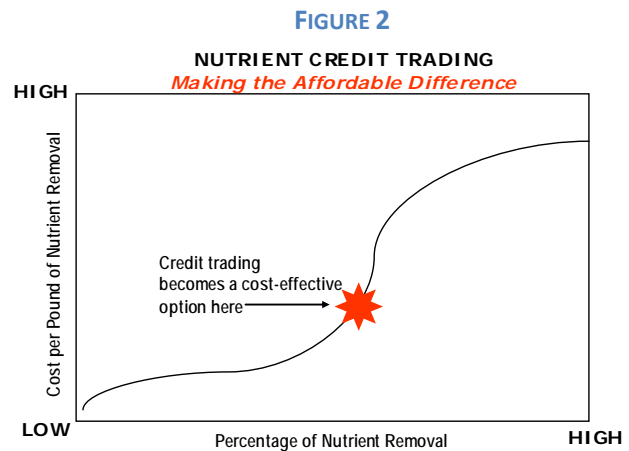 FIGURE 2
NUTRIENT CREDIT TRADING
Making the Affordable Difference
HIGH
Cost per Pound of Nutrient Removal
Credit trading
becomes a cost-effective
option here
LOW
Percentage of Nutrient Removal
HIGH